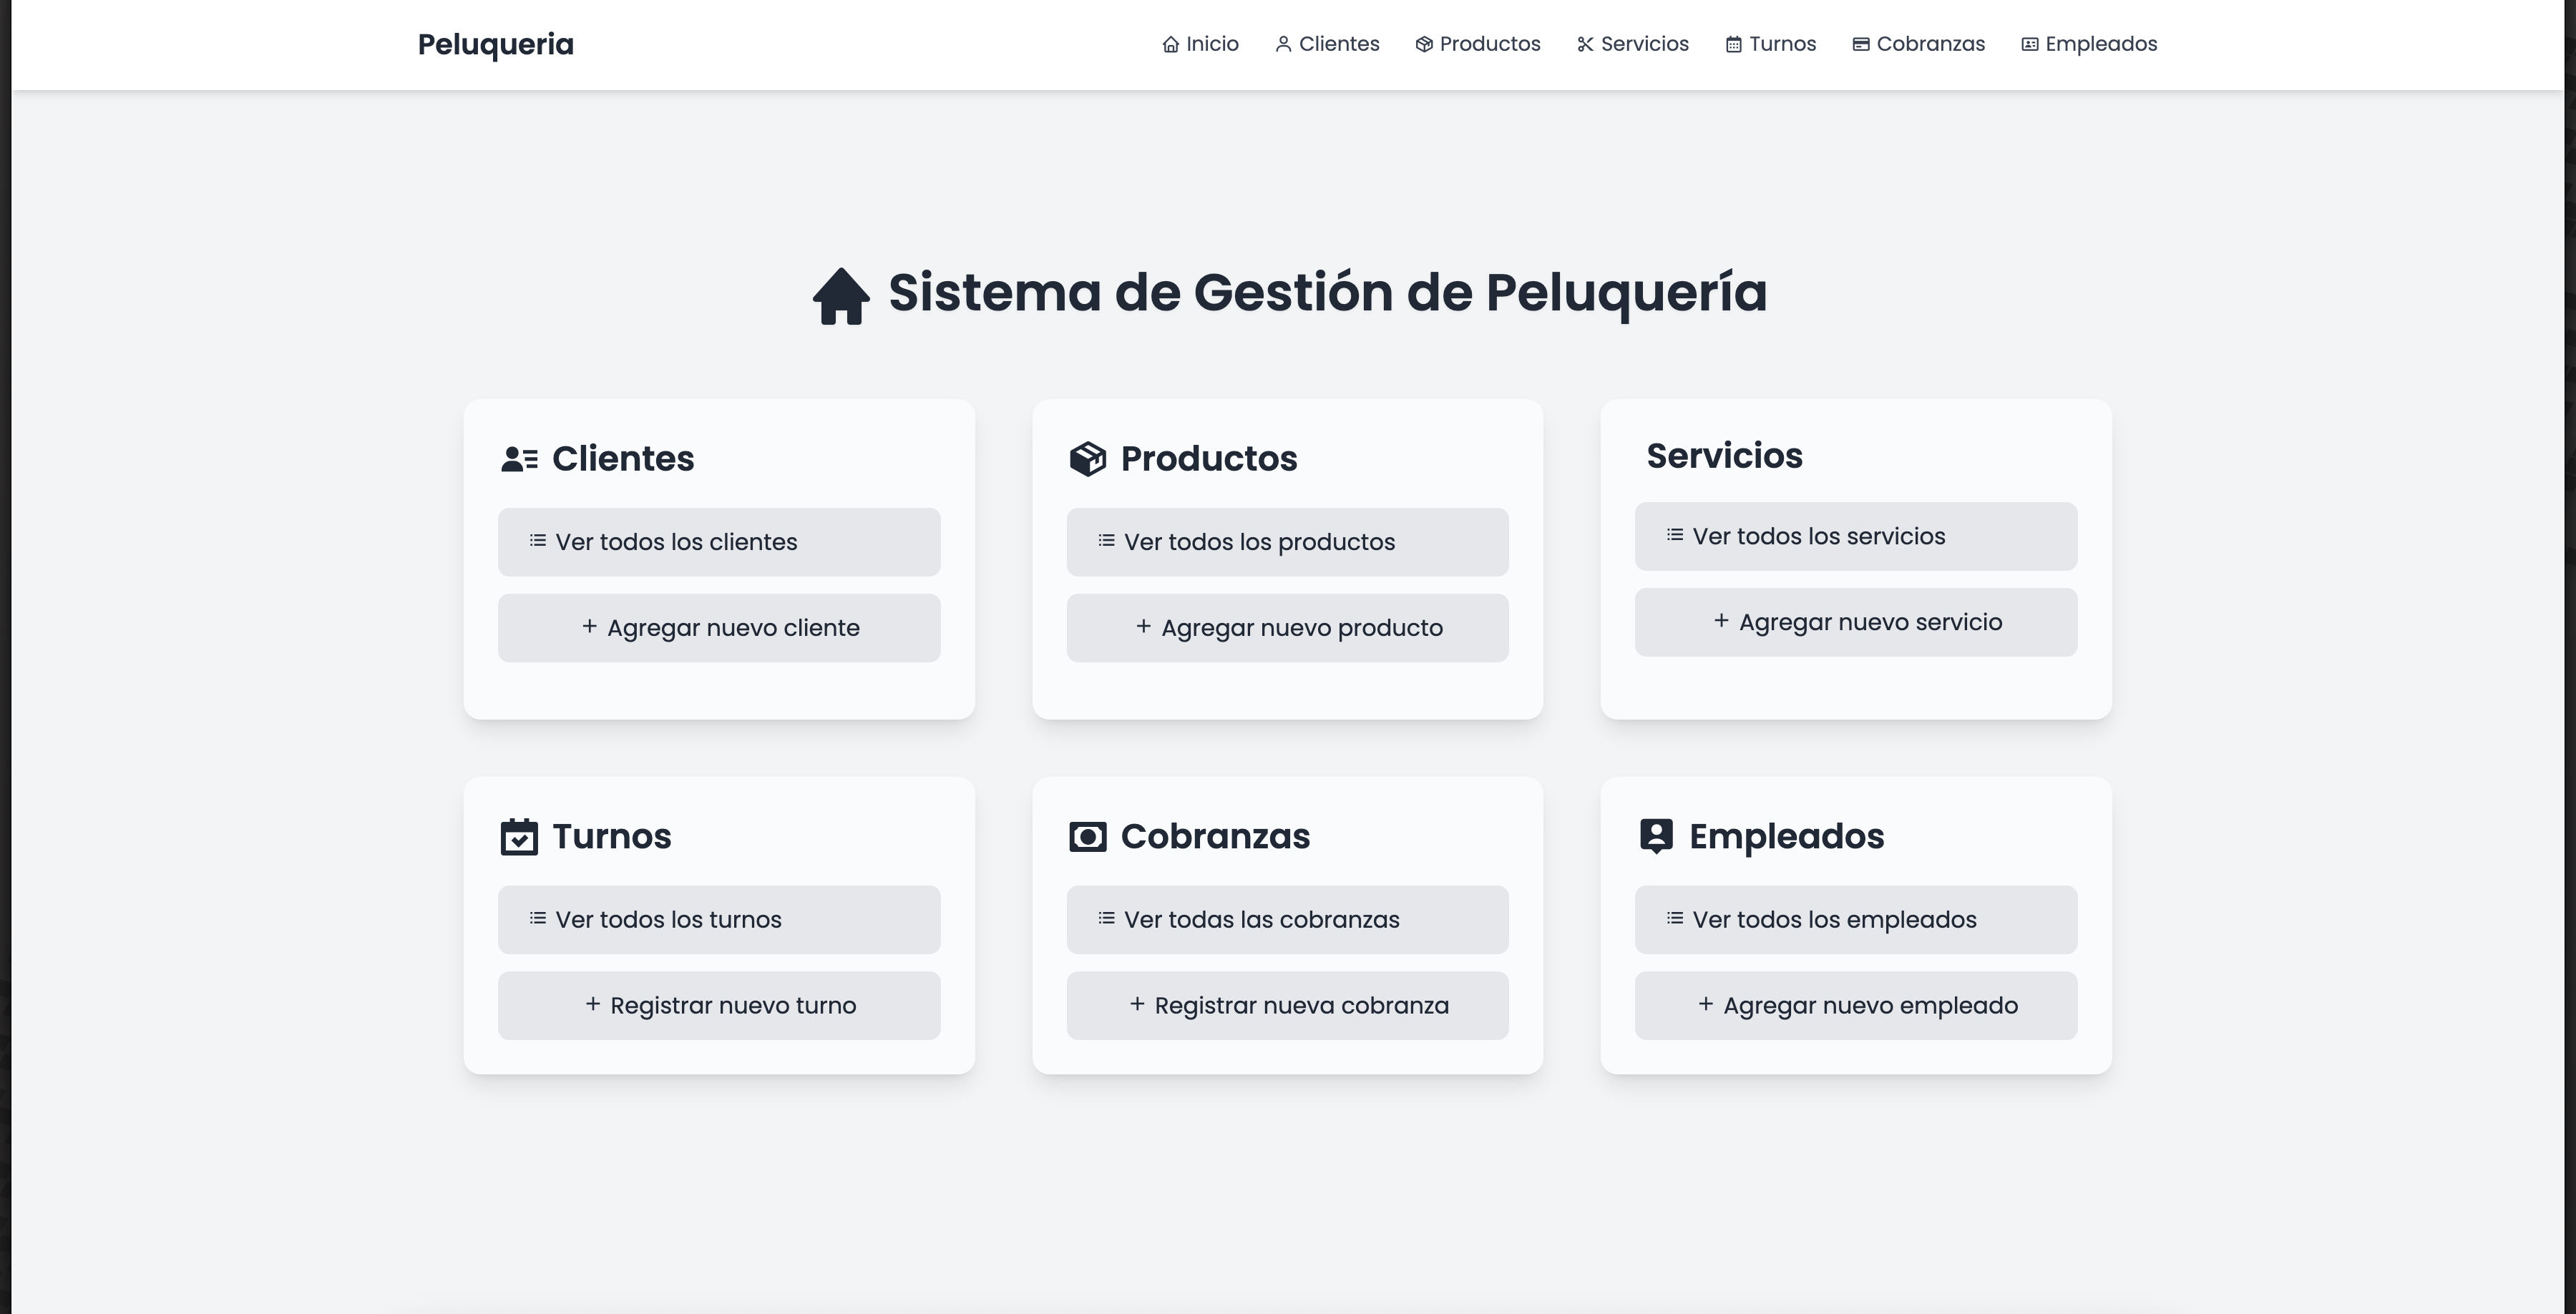 Peluqueria
Inicio
Clientes
Productos
Servicios
Turnos
Cobranzas
Empleados
Sistema de Gestión de Peluquería
Clientes
Ver todos los clientes
+ Agregar nuevo cliente
Productos
Ver todos los productos
+ Agregar nuevo producto
Servicios
Ver todos los servicios
+ Agregar nuevo servicio
Turnos
Ver todos los turnos
+ Registrar nuevo turno
Cobranzas
Ver todas las cobranzas
+ Registrar nueva cobranza
Empleados
Ver todos los empleados
+ Agregar nuevo empleado